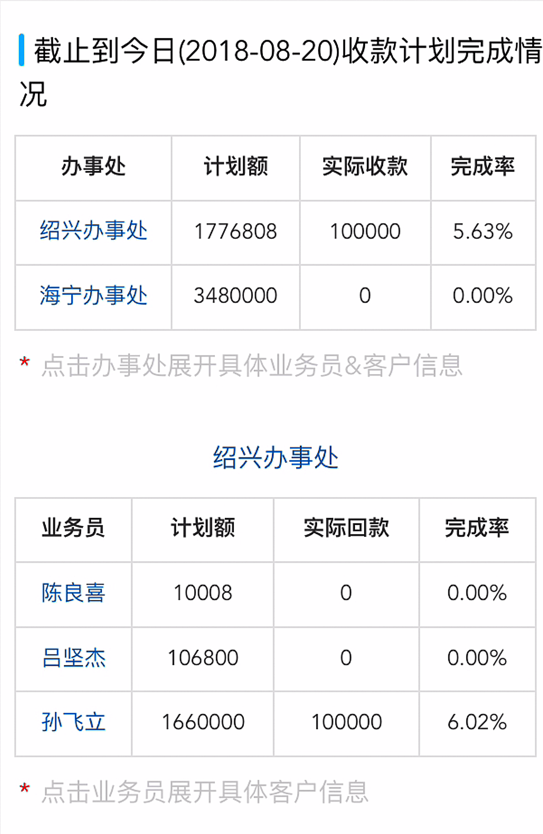 截止到今日(2018-08-20)收款计划完成情
况
办事处 计划额 实际收款 完成率
绍兴办事处 1776808 100000 5.63%
海宁办事处 3480000 0 0.00%
* 点击办事处展开具体业务员&客户信息
绍兴办事处
业务员 计划额 实际回款 完成率
陈良喜 10008 0 0.00%
吕坚杰 106800 0 0.00%
孙飞立 1660000 100000 6.02%
* 点击业务员展开具体客户信息